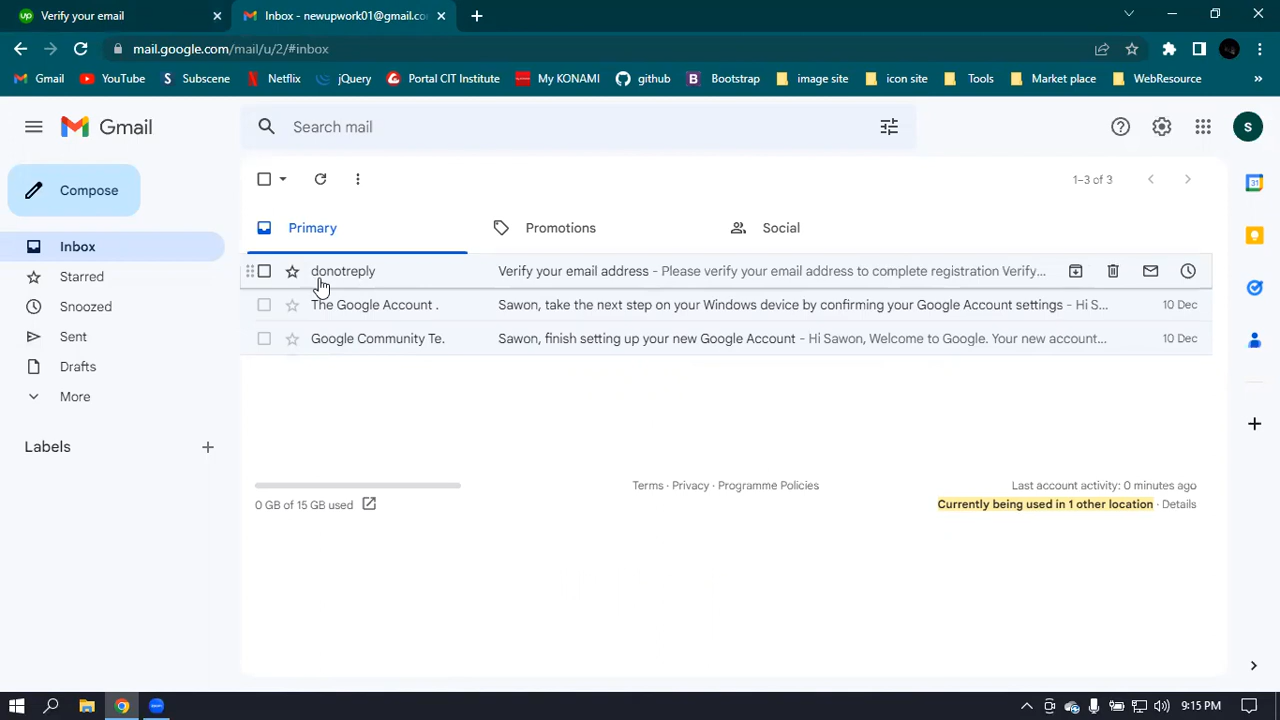 up Verify your email
Inbox - newupwork01@gmail.co
mail.google.com/mail/u/2/#inbox
Gmail YouTube Subscene Netflix jQuery Portal CIT Institute My KONAMI github Bootstrap image site icon site Tools Market place WebResource »
Gmail
Search mail
S
Compose
1–3 of 3
Inbox
Primary
Promotions
Social
Starred
Snoozed
Sent
Drafts
More
Labels
donotreply Verify your email address - Please verify your email address to complete registration Verify...
The Google Account . Sawon, take the next step on your Windows device by confirming your Google Account settings - Hi S... 10 Dec
Google Community Te. Sawon, finish setting up your new Google Account - Hi Sawon, Welcome to Google. Your new account... 10 Dec
0 GB of 15 GB used
Terms · Privacy · Programme Policies
Last account activity: 0 minutes ago
Currently being used in 1 other location · Details
31
9:15 PM